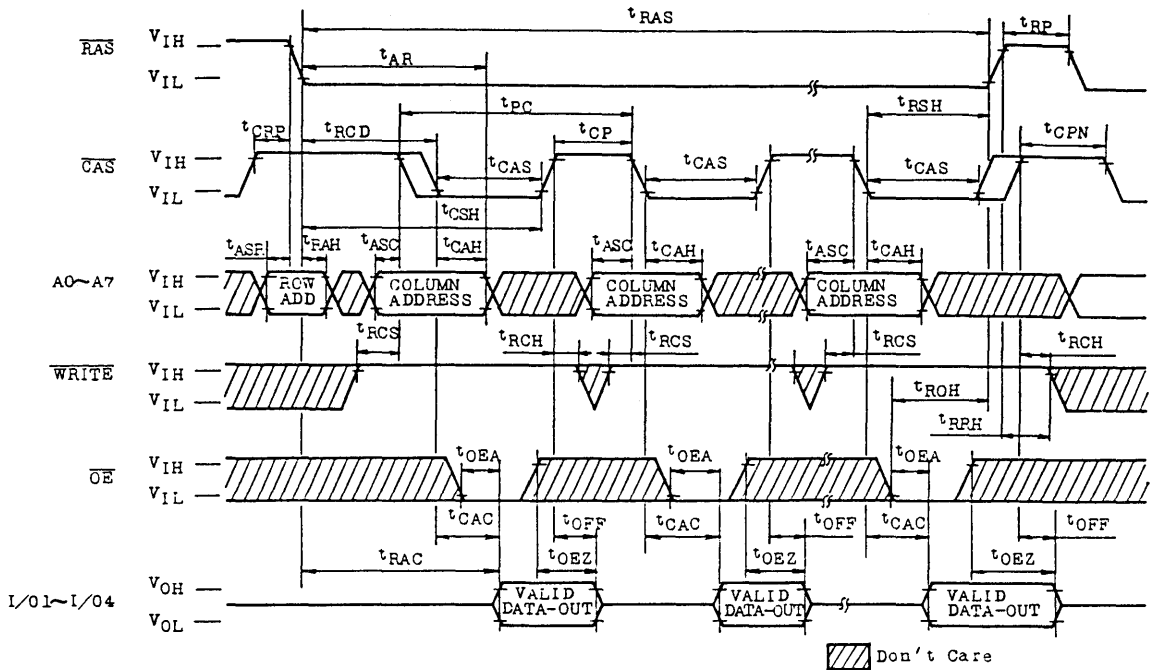 tRAS
tRP
RAS
VIH
VIL
tAR
tPC
tRSH
tCRP
tRCD
tCP
tCPN
CAS
VIH
VIL
tCAS
tCAS
tCAS
tCSH
tASR
tRAH
tASC
tCAH
tASC
tCAH
tASC
tCAH
A0~A7
VIH
VIL
ROW
ADD
COLUMN
ADDRESS
COLUMN
ADDRESS
COLUMN
ADDRESS
tRCS
tRCH
tRCS
tRCS
tRCH
WRITE
VIH
VIL
tROH
tRRH
OE
VIH
VIL
tOEA
tOEA
tOEA
tCAC
tOFF
tCAC
tOFF
tCAC
tOFF
tRAC
tOEZ
tOEZ
tOEZ
I/O1~I/O4
VOH
VOL
VALID
DATA-OUT
VALID
DATA-OUT
VALID
DATA-OUT
Don't Care